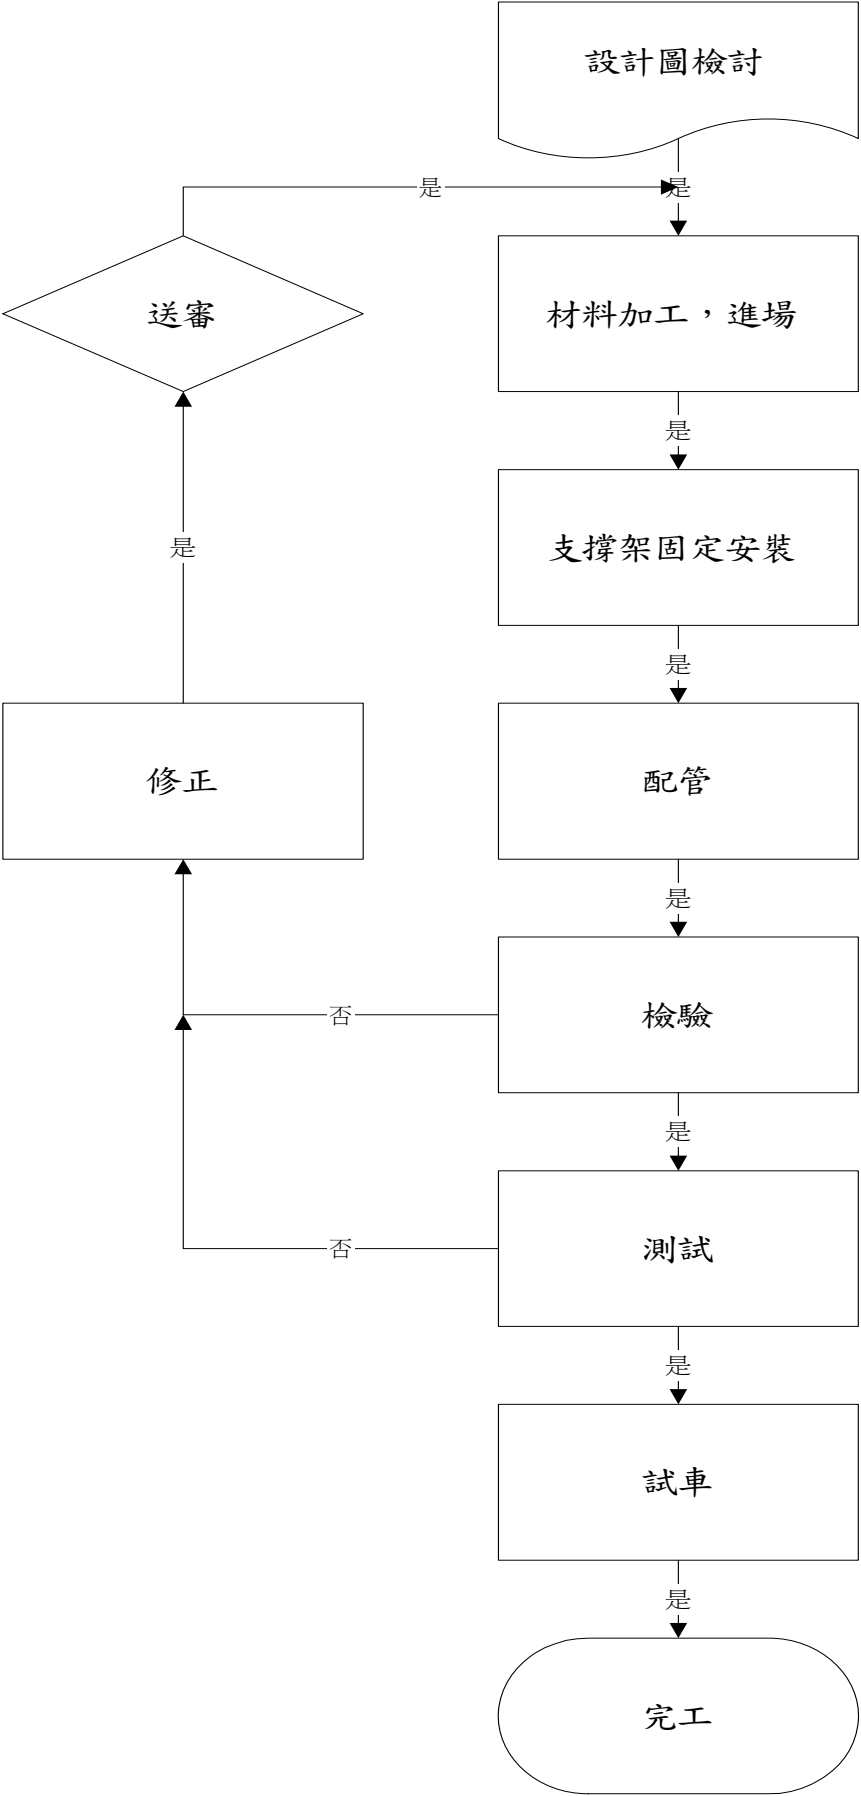 設計圖檢討
是
是
送審
材料加工，進場
是
支撐架固定安裝
是
是
修正
配管
是
檢驗
否
是
測試
否
是
試車
是
完工